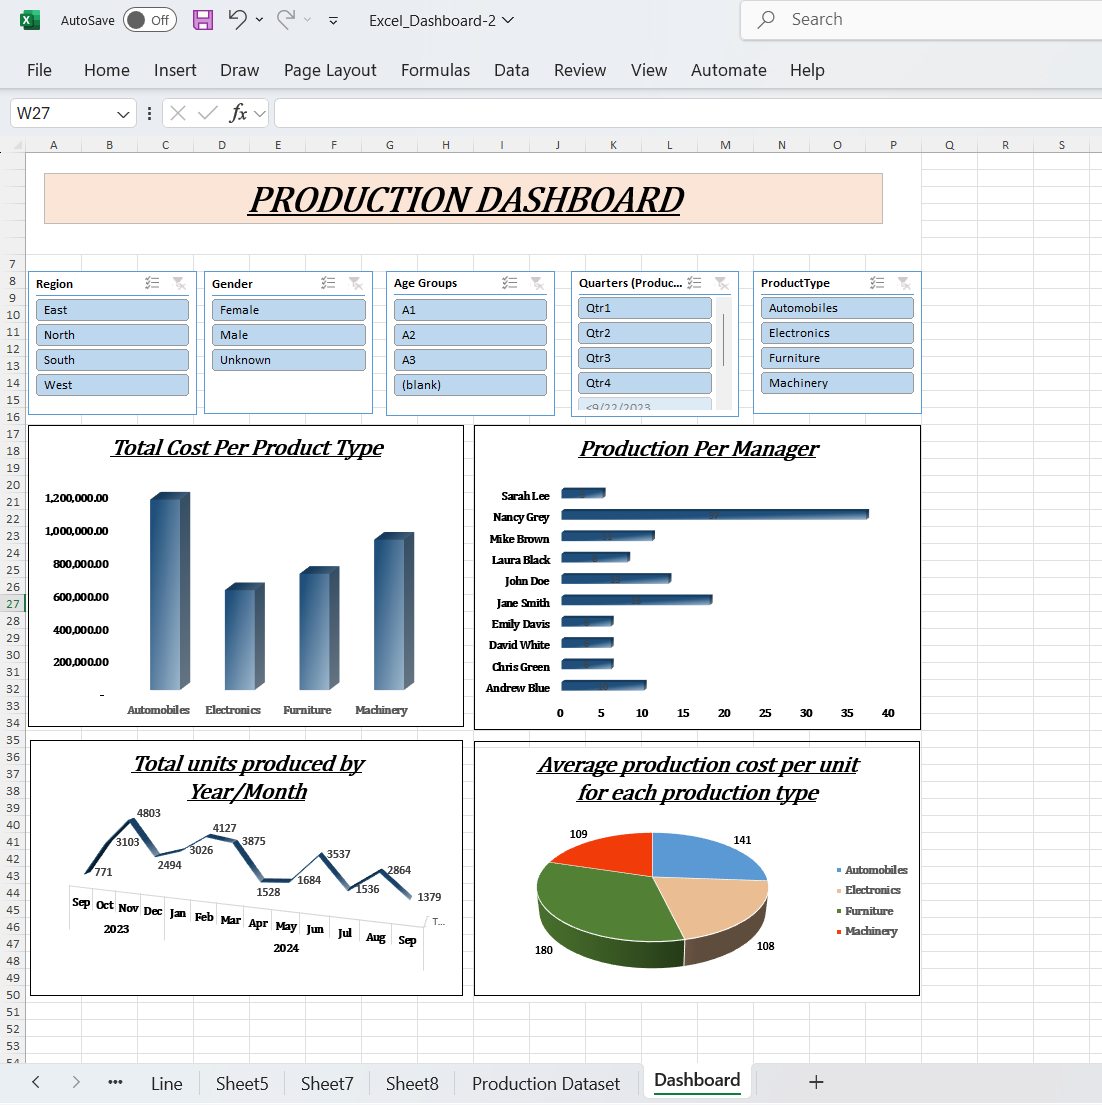 AutoSave Off Excel_Dashboard-2 Search
File Home Insert Draw Page Layout Formulas Data Review View Automate Help
W27 fx
A B C D E F G H I J K L M N O P Q R S
PRODUCTION DASHBOARD
7
8
9
10
11
12
13
14
15
16
17
18
19
20
21
22
23
24
25
26
27
28
29
30
31
32
33
34
35
36
37
38
39
40
41
42
43
44
45
46
47
48
49
50
51
52
53
54
Region
East
North
South
West
Gender
Female
Male
Unknown
Age Groups
A1
A2
A3
(blank)
Quarters (Produc...
Qtr1
Qtr2
Qtr3
Qtr4
<9/22/2023
ProductType
Automobiles
Electronics
Furniture
Machinery
Total Cost Per Product Type
1,200,000.00
1,000,000.00
800,000.00
600,000.00
400,000.00
200,000.00
-
Automobiles Electronics Furniture Machinery
Production Per Manager
Sarah Lee
Nancy Grey
Mike Brown
Laura Black
John Doe
Jane Smith
Emily Davis
David White
Chris Green
Andrew Blue
0 5 10 15 20 25 30 35 40
Total units produced by
Year/Month
771 3103 4803 2494 3026 4127 3875 1528 1684 3537 1536 2864 1379
Sep Oct Nov Dec Jan Feb Mar Apr May Jun Jul Aug Sep T...
2023 2024
Average production cost per unit
for each production type
109 141
180 108
Automobiles
Electronics
Furniture
Machinery
Line Sheet5 Sheet7 Sheet8 Production Dataset Dashboard